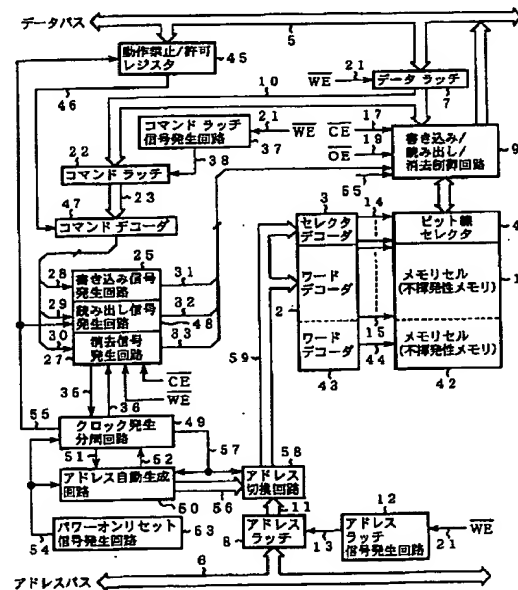 データバス
5
動作禁止/許可
レジスタ
45
46
10
W̅E̅ 21
データ ラッチ
7
コマンド ラッチ
信号発生回路
21
W̅E̅
37
38
C̅E̅ 17
O̅E̅ 19
書き込み/
読み出し/
消去制御回路
9
55
22
コマンド ラッチ
23
47
コマンド デコーダ
25
28
書き込み信号
発生回路
31
29
読み出し信号
発生回路
32
48
30
消去信号
発生回路
33
27
C̅E̅
W̅E̅
35
36
3
セレクタ
デコーダ
14
ビット線
セレクタ
4
ワード
デコーダ
2
メモリセル
(不揮発性メモリ)
1
15
ワード
デコーダ
43
44
メモリセル
(不揮発性メモリ)
42
59
55
クロック発生
分周回路
49
51
52
57
アドレス自動生成
回路
50
56
58
アドレス
切換回路
11
54
パワーオンリセット
信号発生回路
53
8
アドレス
ラッチ
13
12
アドレス
ラッチ
信号発生回路
W̅E̅
21
6
アドレスバス